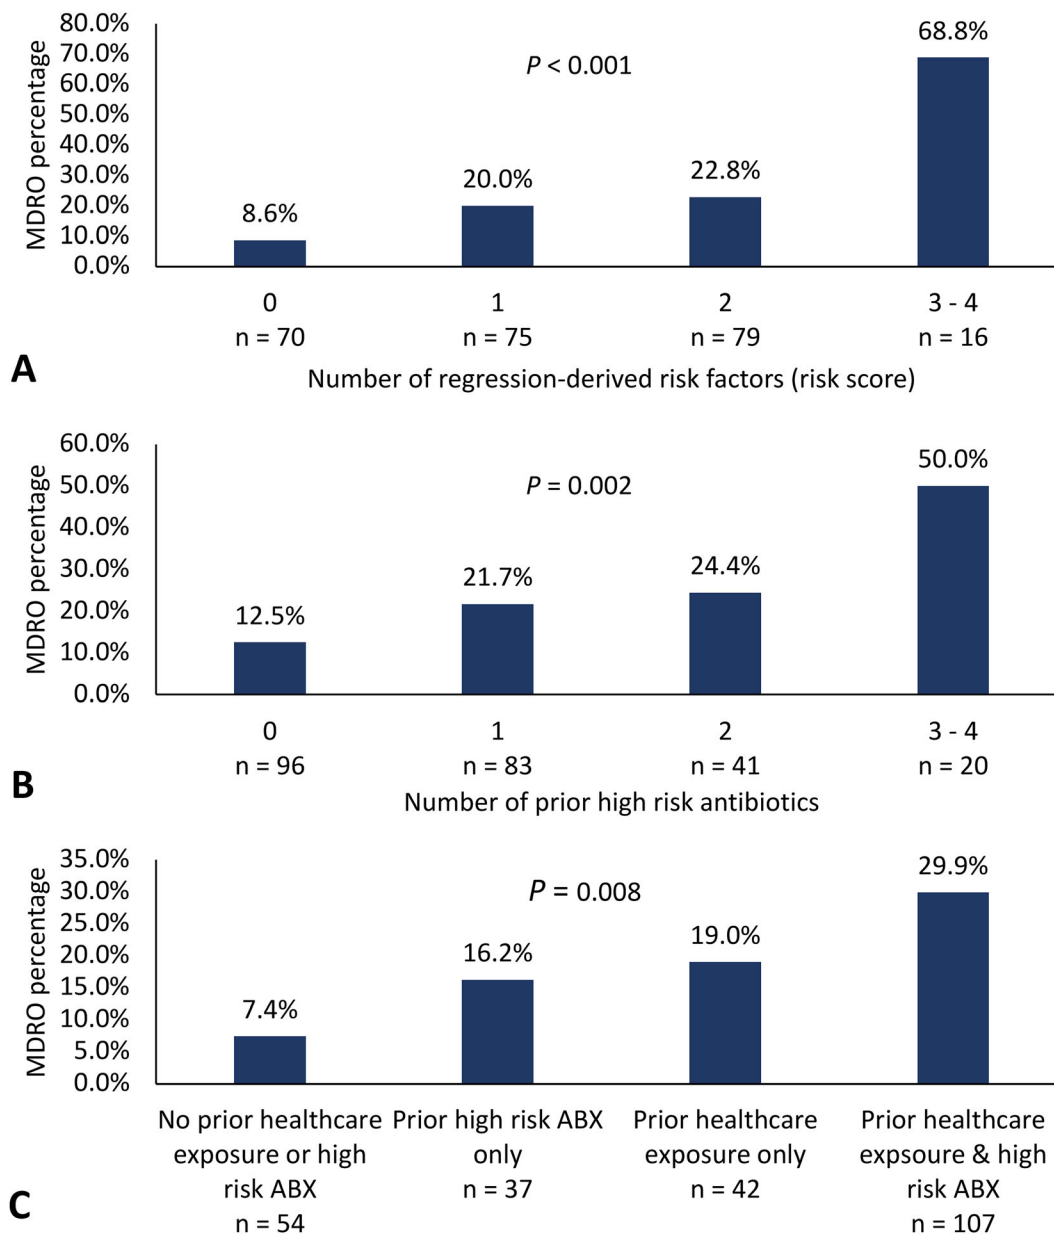 80.0%
70.0%
60.0%
50.0%
40.0%
30.0%
20.0%
10.0%
0.0%
MDRO percentage
P < 0.001
8.6%
20.0%
22.8%
68.8%
0 1 2 3 - 4
n = 70 n = 75 n = 79 n = 16
A
Number of regression-derived risk factors (risk score)
60.0%
50.0%
40.0%
30.0%
20.0%
10.0%
0.0%
MDRO percentage
P = 0.002
12.5%
21.7%
24.4%
50.0%
0 1 2 3 - 4
n = 96 n = 83 n = 41 n = 20
B
Number of prior high risk antibiotics
35.0%
30.0%
25.0%
20.0%
15.0%
10.0%
5.0%
0.0%
MDRO percentage
P = 0.008
7.4%
16.2%
19.0%
29.9%
No prior healthcare
exposure or high
risk ABX
n = 54
Prior high risk ABX
only
n = 37
Prior healthcare
exposure only
n = 42
Prior healthcare
expsoure & high
risk ABX
n = 107
C